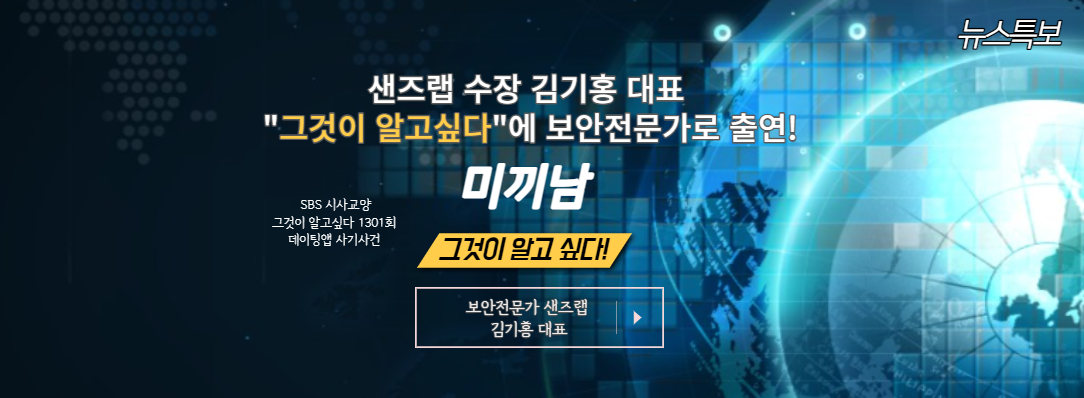 뉴스특보
샌즈랩 수장 김기홍 대표
"그것이 알고싶다"에 보안전문가로 출연!
미끼남
SBS 시사교양
그것이 알고싶다 1301회
데이팅앱 사기사건
그것이 알고 싶다!
보안전문가 샌즈랩
김기홍 대표